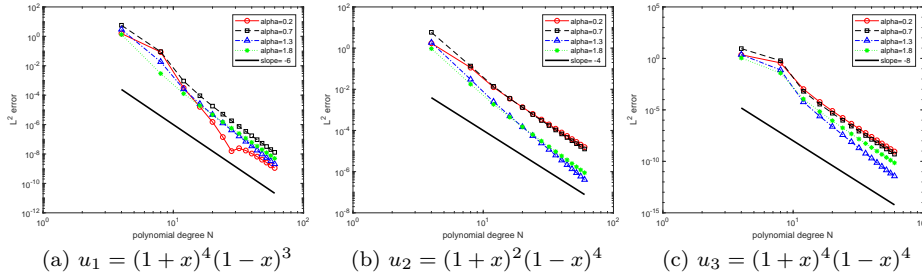 10^2
10^0
10^-2
10^-4
10^-6
10^-8
10^-10
10^-12
L^2 error
10^0
10^1
10^2
polynomial degree N
alpha=0.2
alpha=0.7
alpha=1.3
alpha=1.8
slope= -6
(a) u_1 = (1 + x)^4(1 − x)^3
10^2
10^0
10^-2
10^-4
10^-6
10^-8
L^2 error
10^0
10^1
10^2
polynomial degree N
alpha=0.2
alpha=0.7
alpha=1.3
alpha=1.8
slope= -4
(b) u_2 = (1 + x)^2(1 − x)^4
10^5
10^0
10^-5
10^-10
10^-15
L^2 error
10^0
10^1
10^2
polynomial degree N
alpha=0.2
alpha=0.7
alpha=1.3
alpha=1.8
slope= -8
(c) u_3 = (1 + x)^4(1 − x)^4